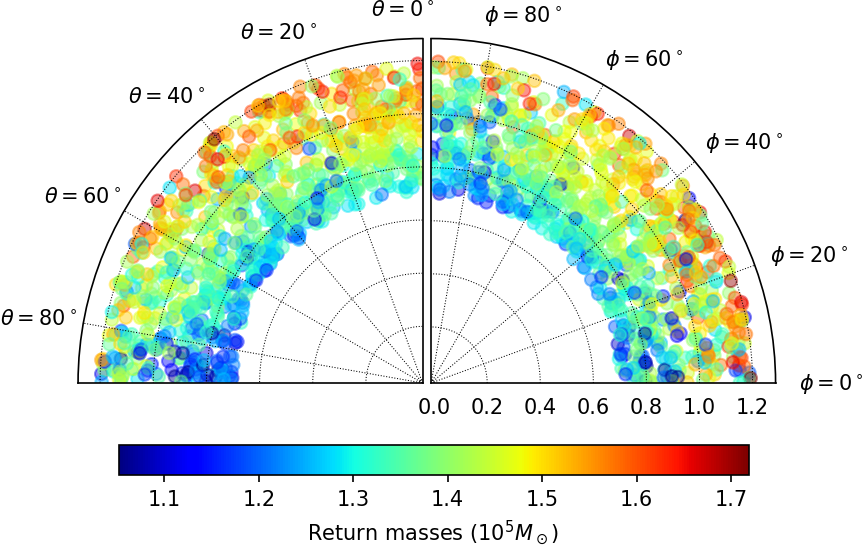 θ = 0° ϕ = 80°
θ = 20° ϕ = 60°
θ = 40° ϕ = 40°
θ = 60° ϕ = 20°
θ = 80° ϕ = 0°
0.0 0.2 0.4 0.6 0.8 1.0 1.2
1.1 1.2 1.3 1.4 1.5 1.6 1.7
Return masses (10⁵M⊙)